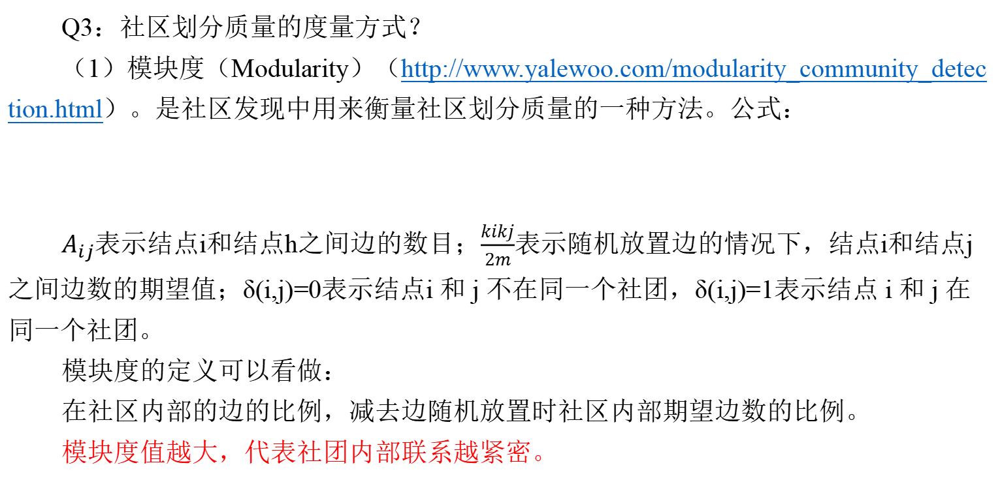 Q3：社区划分质量的度量方式？
（1）模块度（Modularity）（http://www.yalewoo.com/modularity_community_detec
tion.html）。是社区发现中用来衡量社区划分质量的一种方法。公式：
A_{ij}表示结点i和结点h之间边的数目；\frac{kikj}{2m}表示随机放置边的情况下，结点i和结点j
之间边数的期望值；δ(i,j)=0表示结点i 和 j 不在同一个社团，δ(i,j)=1表示结点 i 和 j 在
同一个社团。
模块度的定义可以看做：
在社区内部的边的比例，减去边随机放置时社区内部期望边数的比例。
模块度值越大，代表社团内部联系越紧密。